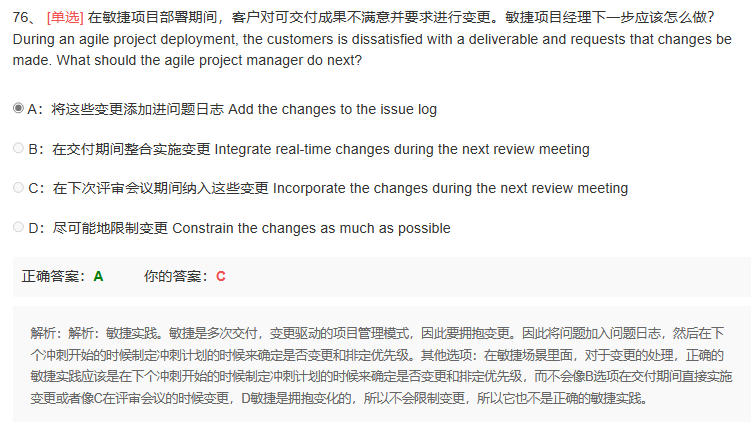 76、 [单选] 在敏捷项目部署期间，客户对可交付成果不满意并要求进行变更。敏捷项目经理下一步应该怎么做？
During an agile project deployment, the customers is dissatisfied with a deliverable and requests that changes be
made. What should the agile project manager do next?
A：将这些变更添加进问题日志 Add the changes to the issue log
B：在交付期间整合实施变更 Integrate real-time changes during the next review meeting
C：在下次评审会议期间纳入这些变更 Incorporate the changes during the next review meeting
D：尽可能地限制变更 Constrain the changes as much as possible
正确答案：A 你的答案：C
解析：解析：敏捷实践。敏捷是多次交付，变更驱动的项目管理模式，因此要拥抱变更。因此将问题加入问题日志，然后在下
个冲刺开始的时候制定冲刺计划的时候来确定是否变更和排定优先级。其他选项：在敏捷场景里面，对于变更的处理，正确的
敏捷实践应该是在下个冲刺开始的时候制定冲刺计划的时候来确定是否变更和排定优先级，而不会像B选项在交付期间直接实施
变更或者像C在评审会议的时候变更，D敏捷是拥抱变化的，所以不会限制变更，所以它也不是正确的敏捷实践。